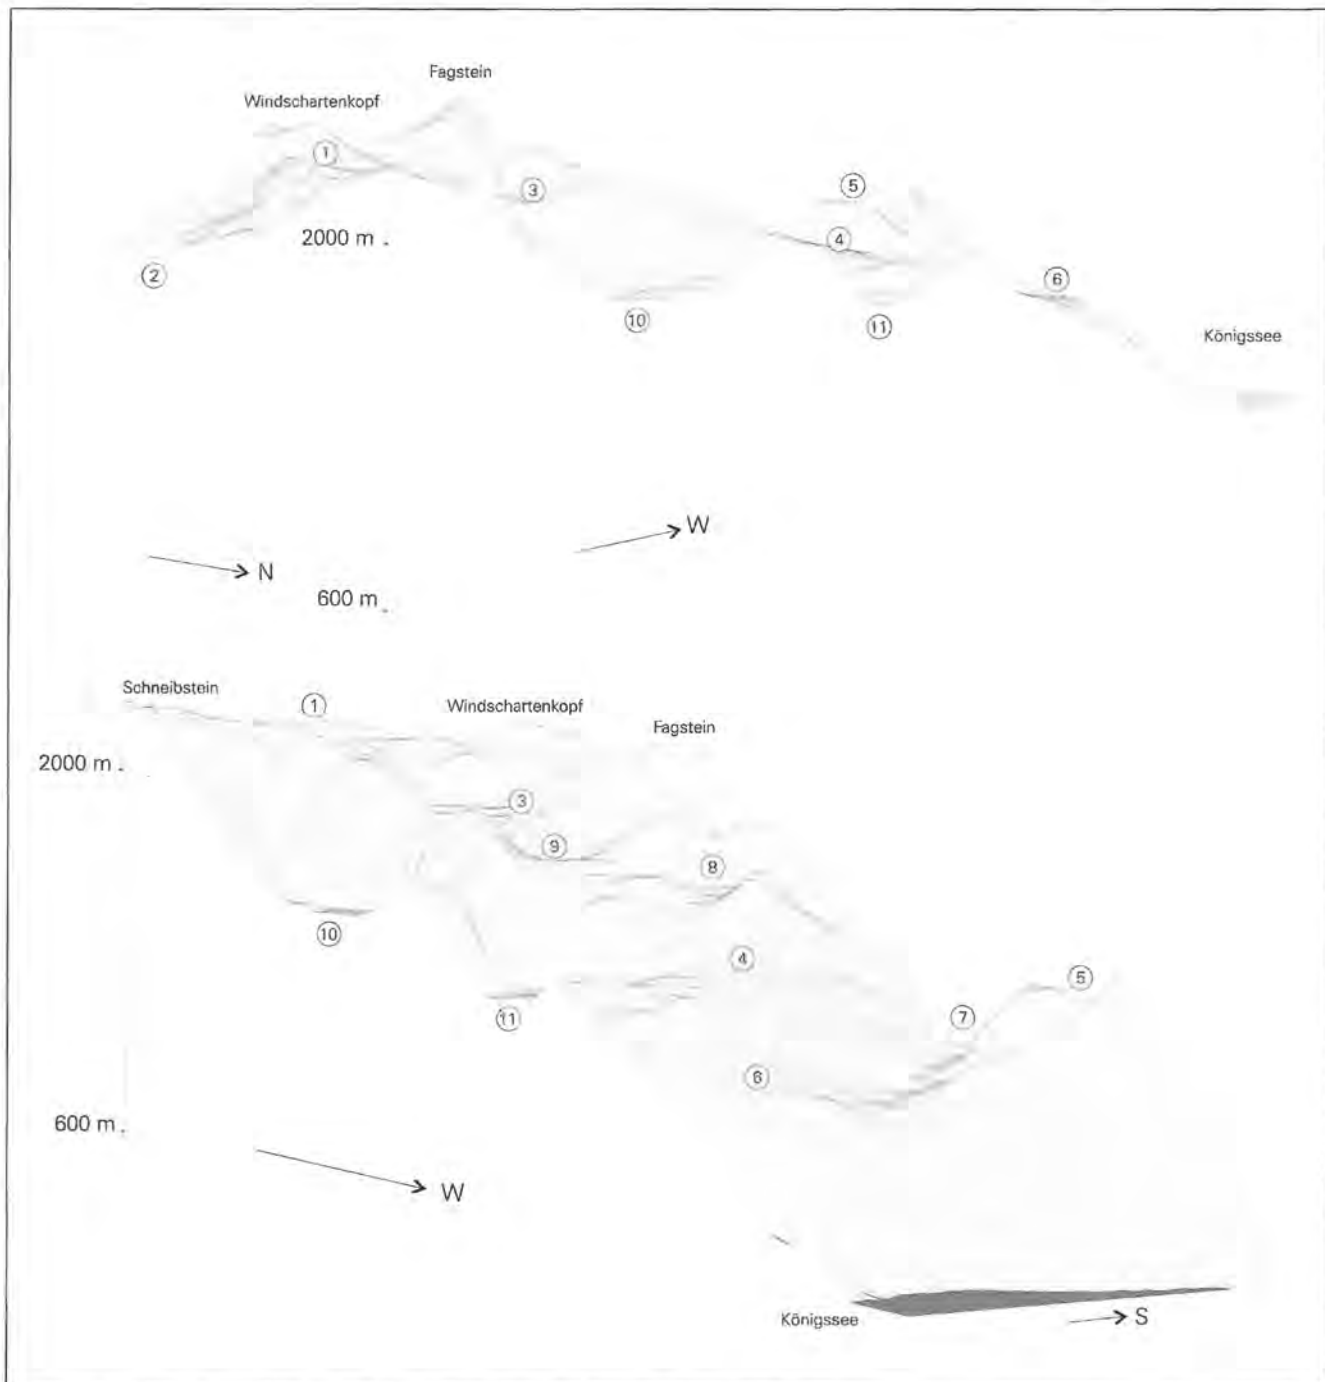 Fagstein
Windschartenkopf
1
3
5
2000 m
4
2
6
10
11
Königssee
W
N
600 m
Schneibstein
1
Windschartenkopf
Fagstein
2000 m
3
9
8
10
4
5
11
7
6
600 m
W
Königssee
S